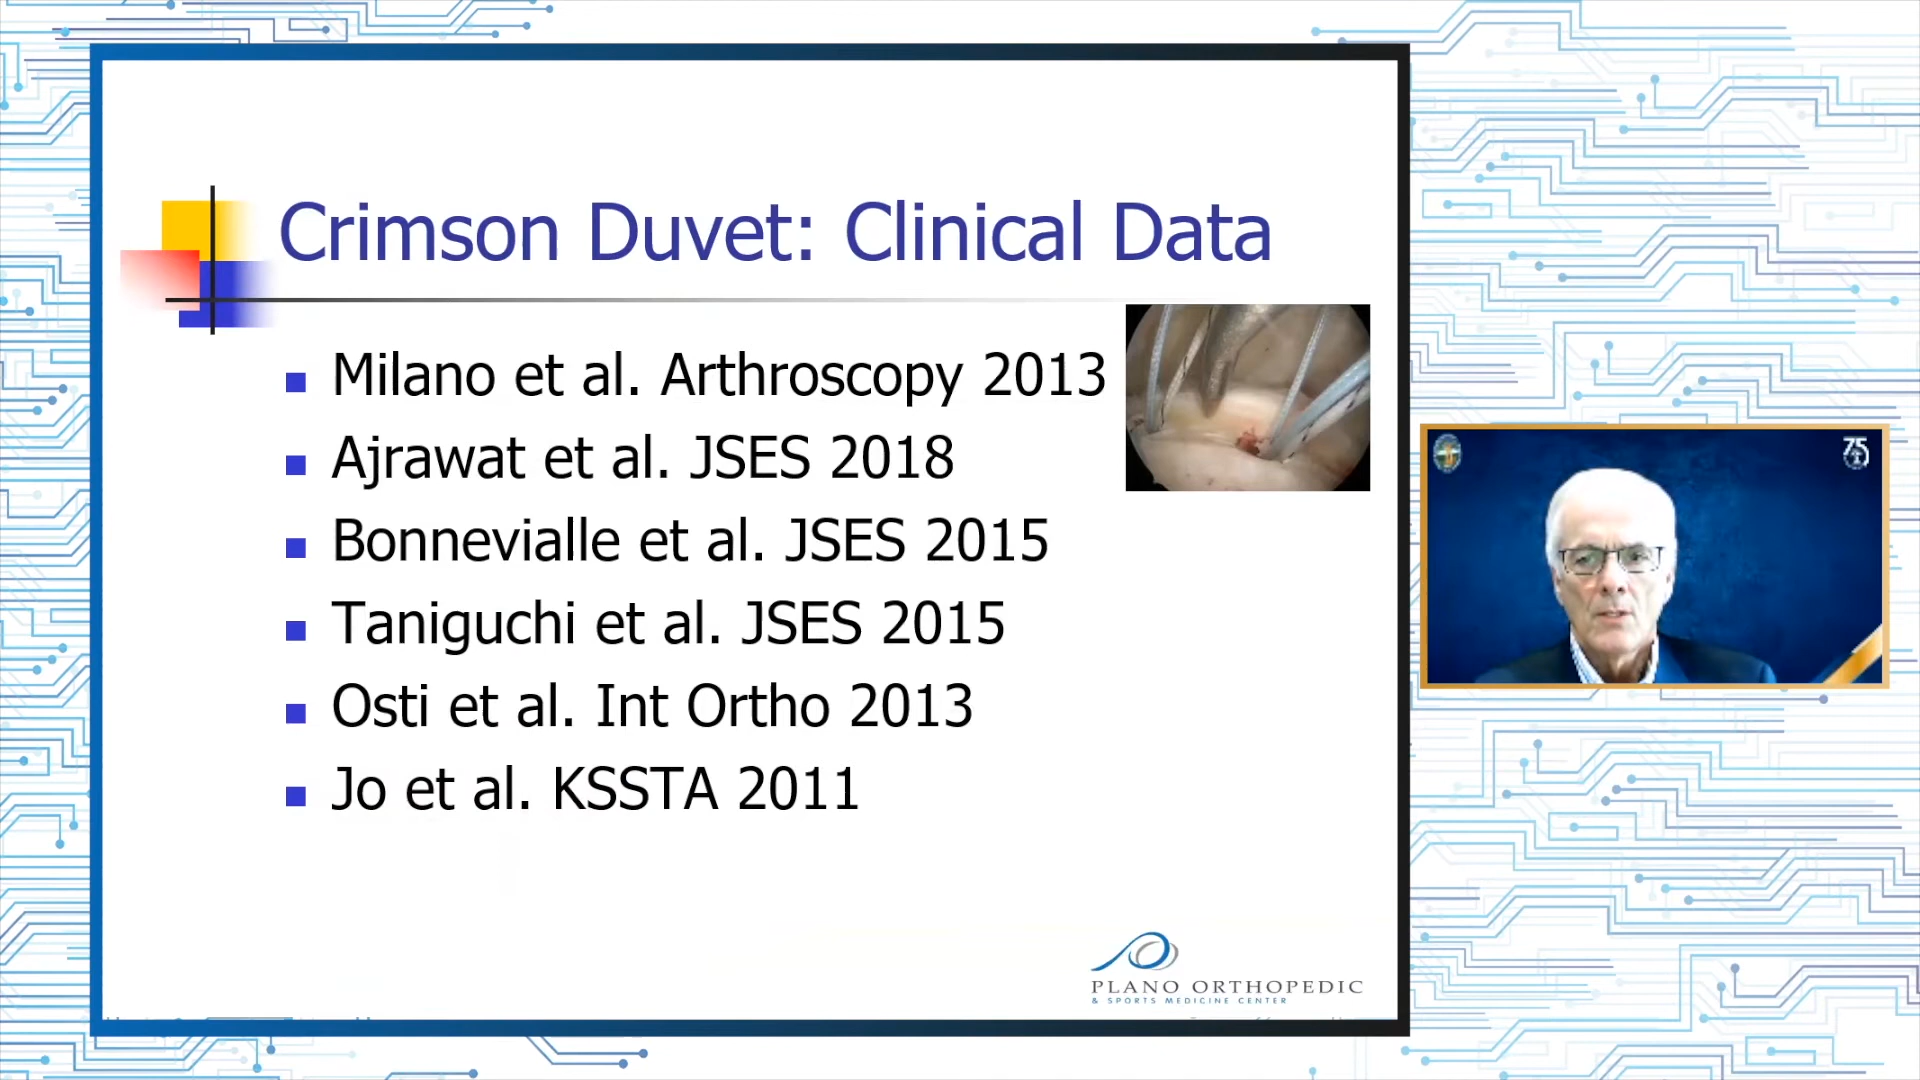 Crimson Duvet: Clinical Data
Milano et al. Arthroscopy 2013
Ajrawat et al. JSES 2018
Bonnevialle et al. JSES 2015
Taniguchi et al. JSES 2015
Osti et al. Int Ortho 2013
Jo et al. KSSTA 2011
PLANO ORTHOPEDIC
& SPORTS MEDICINE CENTER
75